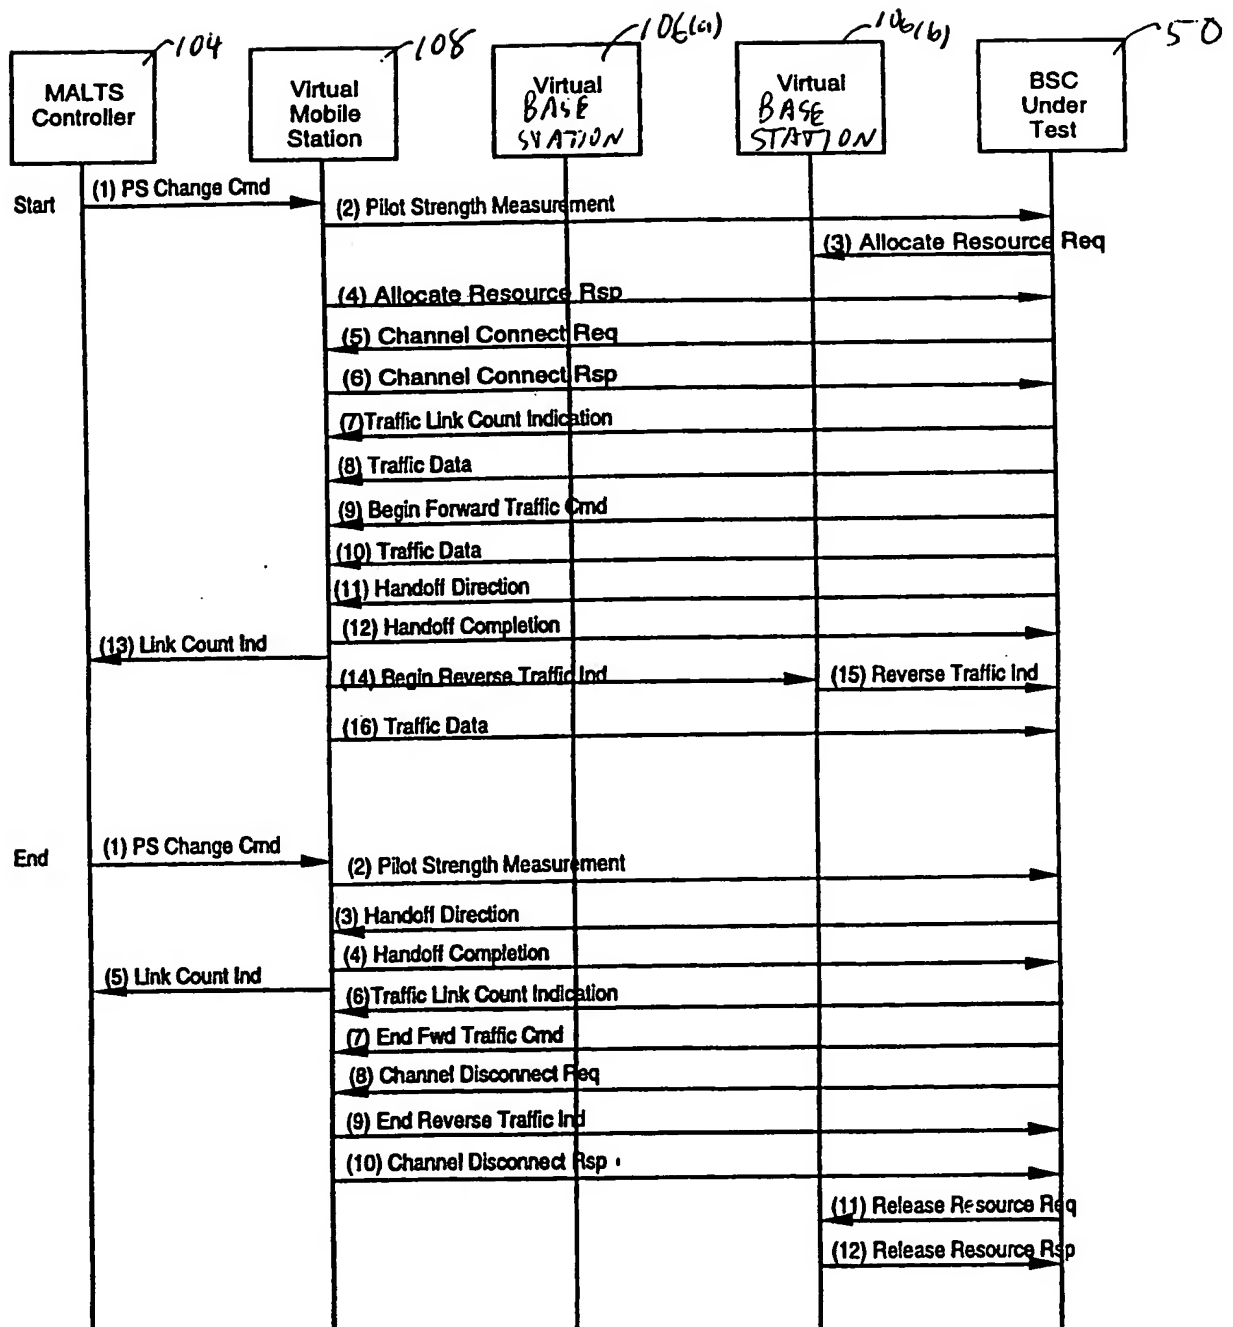 104
108
106(a)
106(b)
50
MALTS
Controller
Virtual
Mobile
Station
Virtual
BASE
STATION
Virtual
BASE
STATION
BSC
Under
Test
Start
(1) PS Change Cmd
(2) Pilot Strength Measurement
(3) Allocate Resource Req
(4) Allocate Resource Rsp
(5) Channel Connect Req
(6) Channel Connect Rsp
(7)Traffic Link Count Indication
(8) Traffic Data
(9) Begin Forward Traffic Cmd
(10) Traffic Data
(11) Handoff Direction
(12) Handoff Completion
(13) Link Count Ind
(14) Begin Reverse Traffic Ind
(15) Reverse Traffic Ind
(16) Traffic Data
End
(1) PS Change Cmd
(2) Pilot Strength Measurement
(3) Handoff Direction
(4) Handoff Completion
(5) Link Count Ind
(6)Traffic Link Count Indication
(7) End Fwd Traffic Cmd
(8) Channel Disconnect Req
(9) End Reverse Traffic Ind
(10) Channel Disconnect Rsp
(11) Release Resource Req
(12) Release Resource Rsp